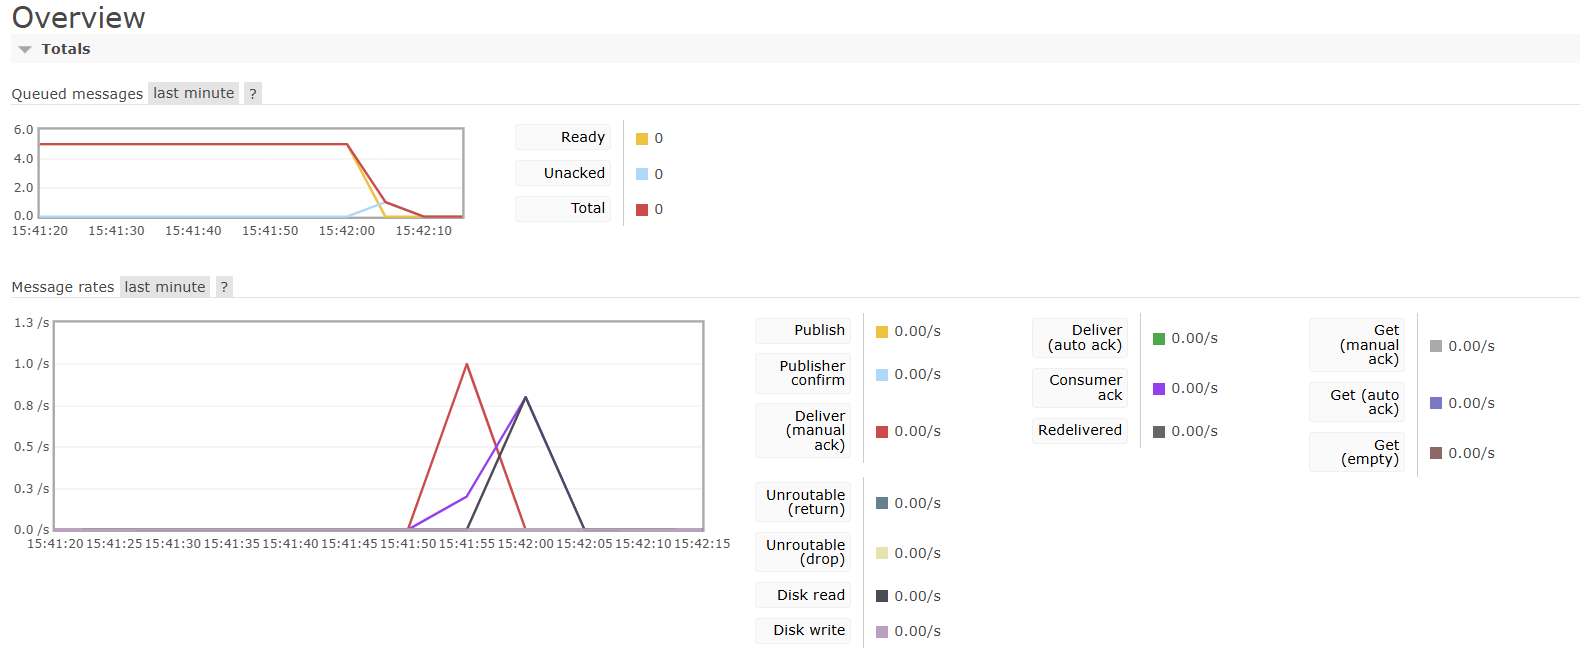 Overview
Totals
Queued messages last minute ?
6.0
4.0
2.0
0.0
15:41:20 15:41:30 15:41:40 15:41:50 15:42:00 15:42:10
Ready 0
Unacked 0
Total 0
Message rates last minute ?
1.3 /s
1.0 /s
0.8 /s
0.5 /s
0.3 /s
0.0 /s
15:41:20 15:41:25 15:41:30 15:41:35 15:41:40 15:41:45 15:41:50 15:41:55 15:42:00 15:42:05 15:42:10 15:42:15
Publish 0.00/s
Publisher
confirm 0.00/s
Deliver
(manual
ack) 0.00/s
Deliver
(auto ack) 0.00/s
Consumer
ack 0.00/s
Redelivered 0.00/s
Get
(manual
ack) 0.00/s
Get (auto
ack) 0.00/s
Get
(empty) 0.00/s
Unroutable
(return) 0.00/s
Unroutable
(drop) 0.00/s
Disk read 0.00/s
Disk write 0.00/s